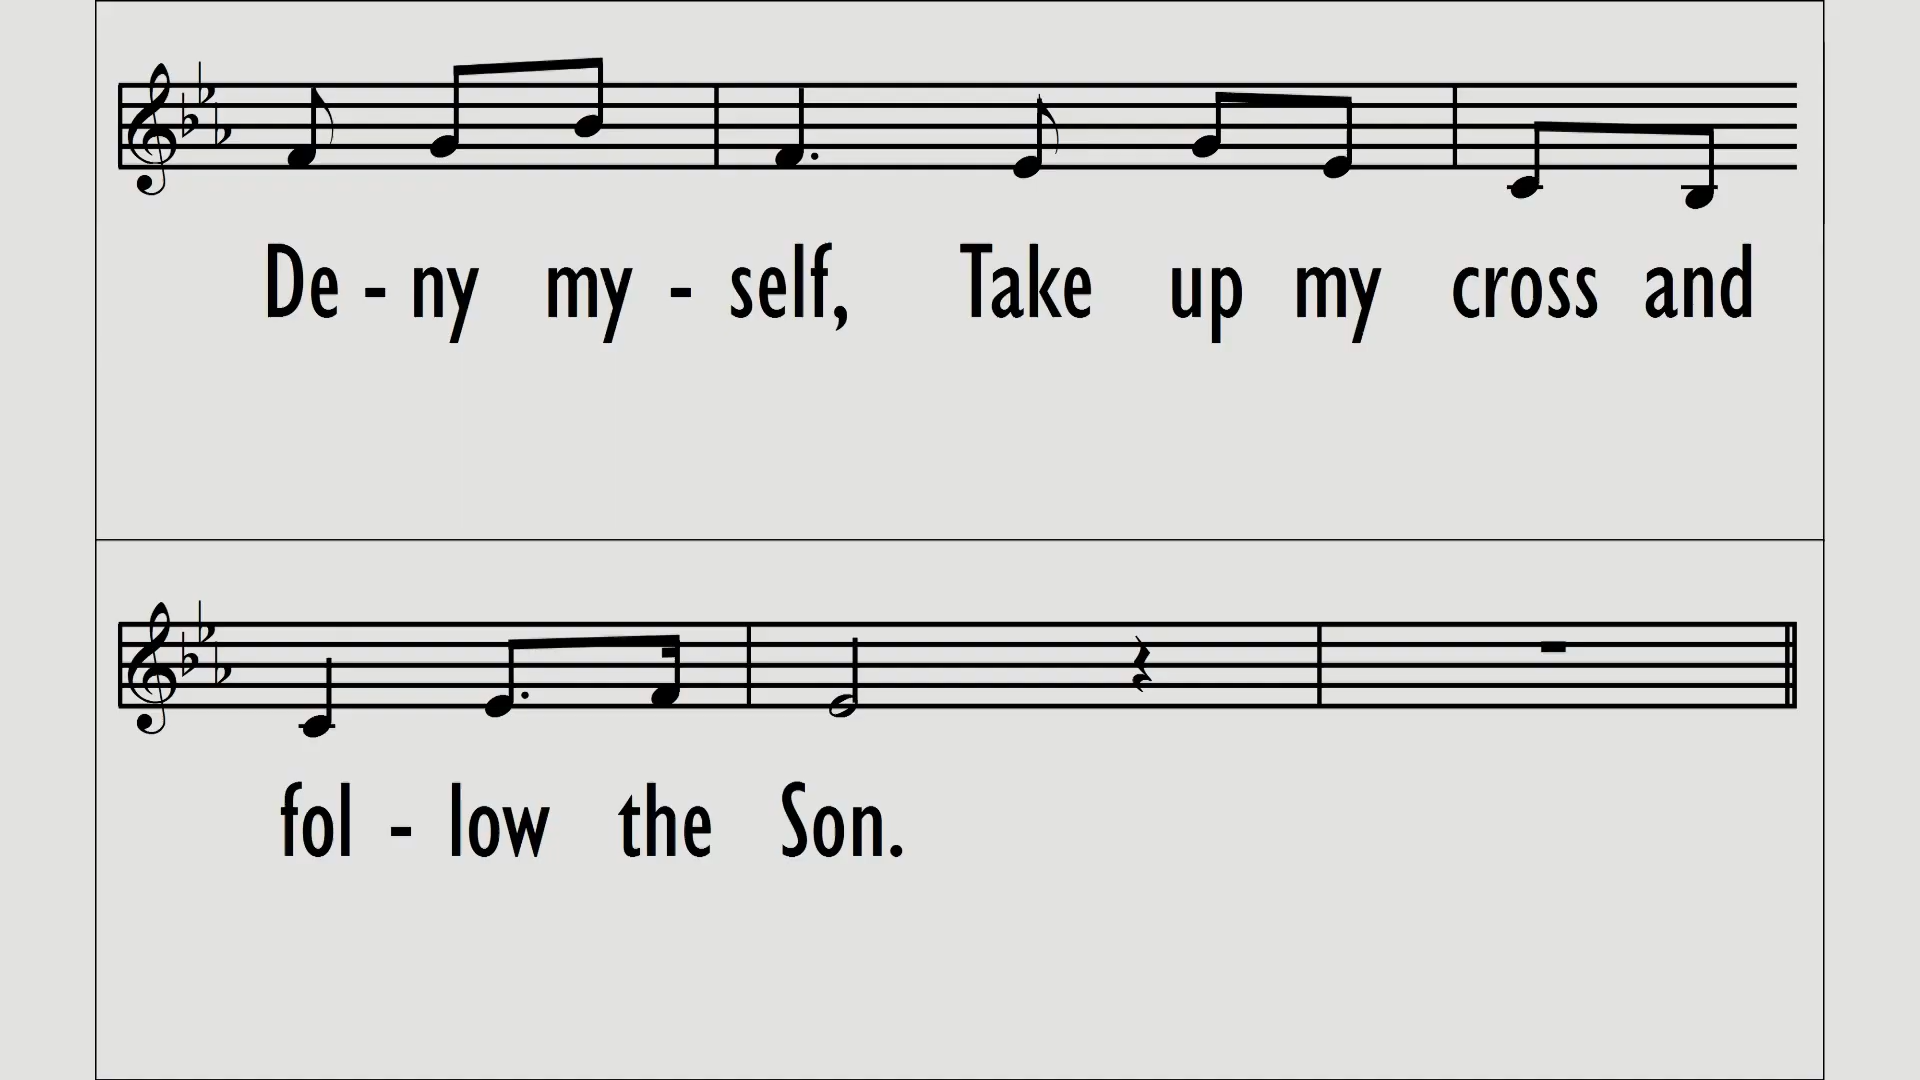 De - ny my - self, Take up my cross and
fol - low the Son.